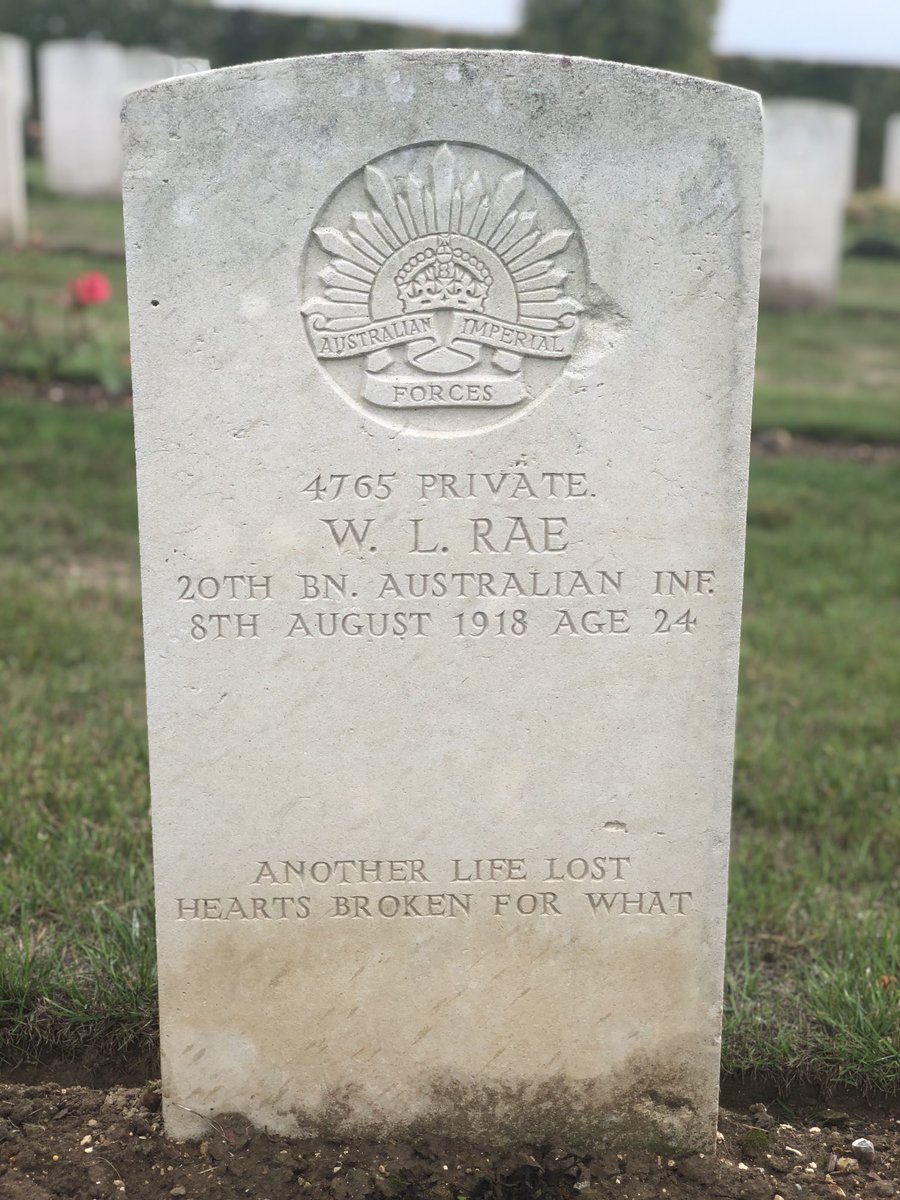 AUSTRALIAN IMPERIAL
FORCES
4765 PRIVATE.
W. L. RAE
20TH BN. AUSTRALIAN INF.
8TH AUGUST 1918 AGE 24
ANOTHER LIFE LOST
HEARTS BROKEN FOR WHAT